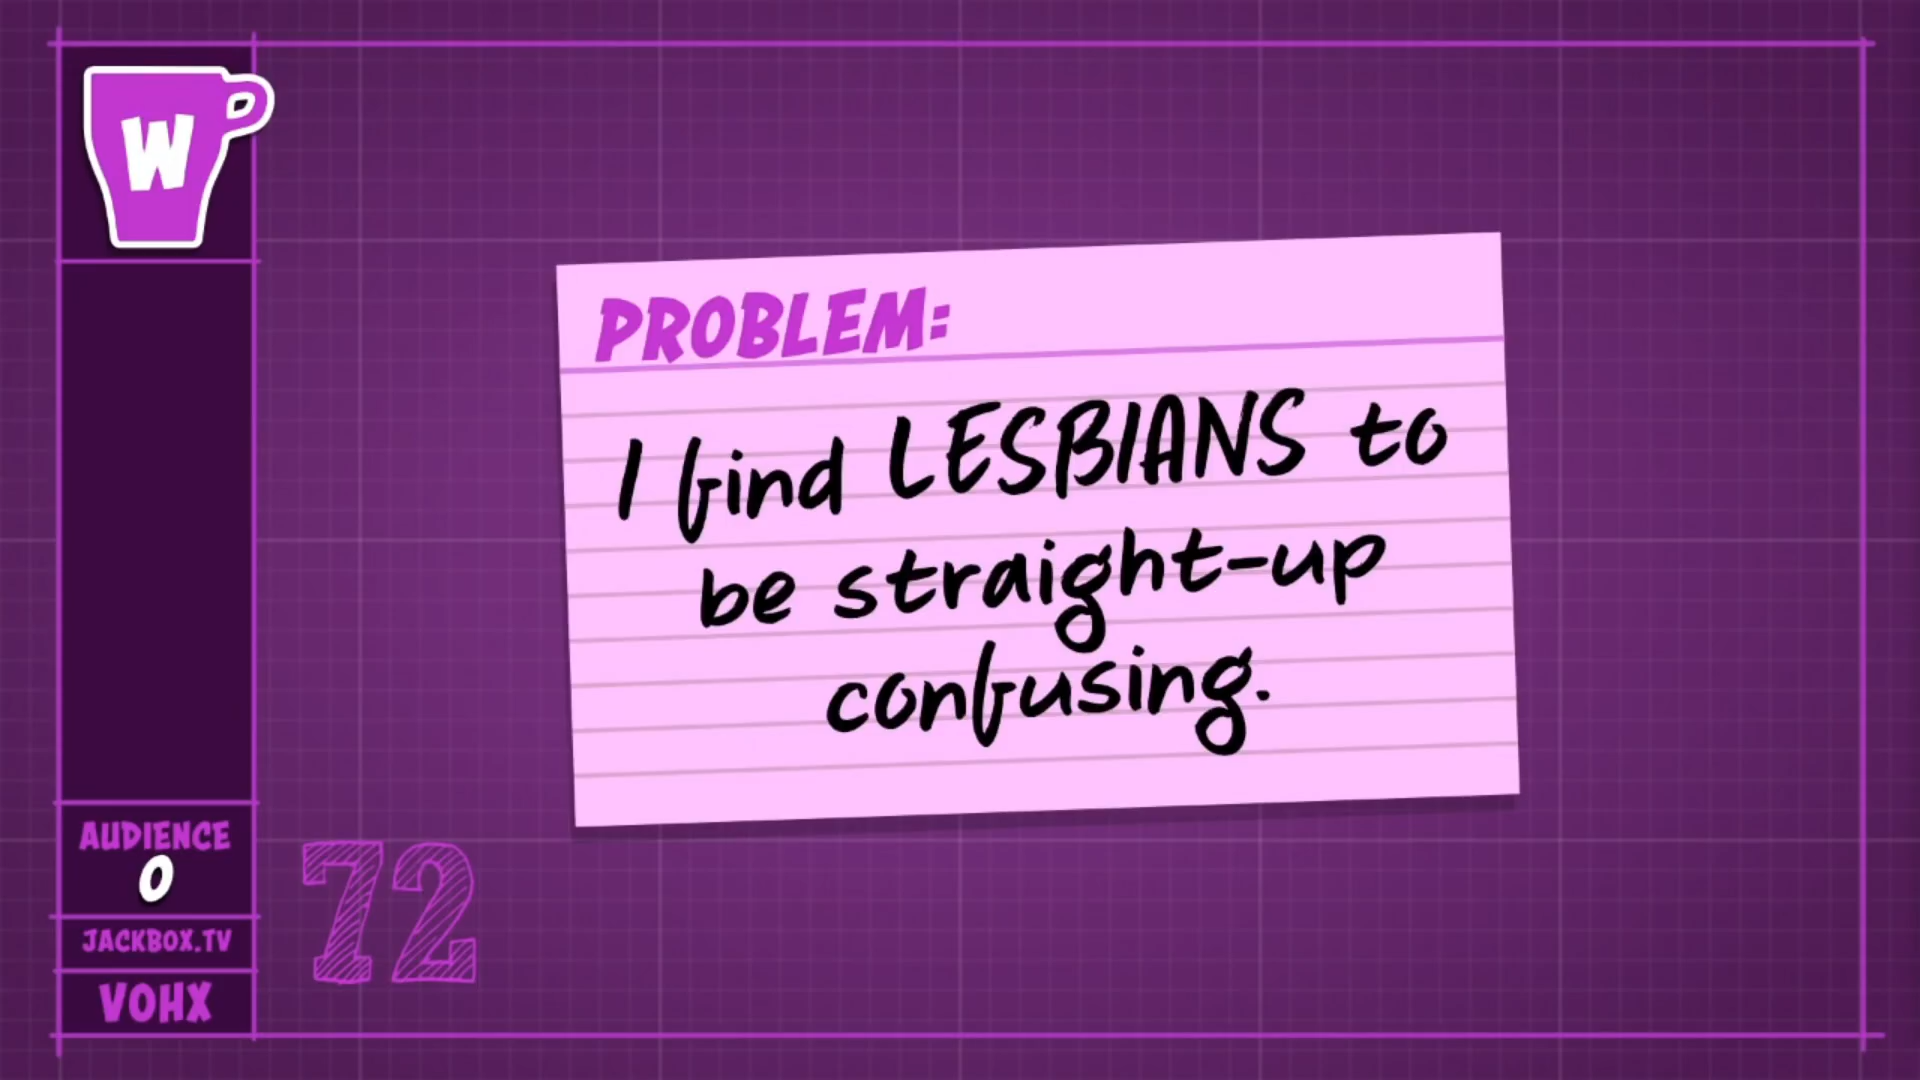 W
PROBLEM:
I find LESBIANS to
be straight-up
confusing.
AUDIENCE
0
JACKBOX.TV
VOHX
72